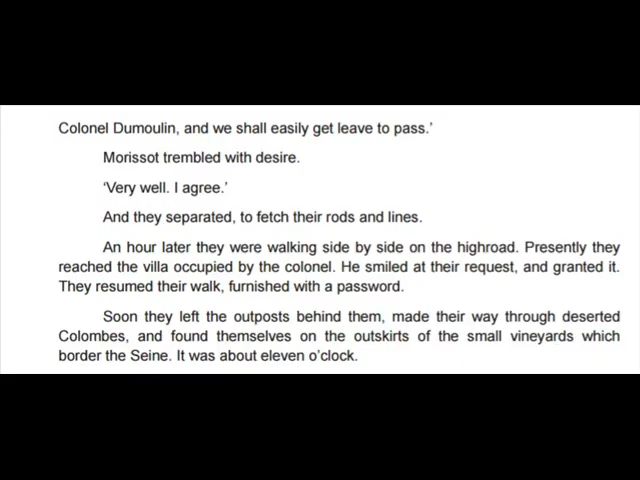 Colonel Dumoulin, and we shall easily get leave to pass.’
Morissot trembled with desire.
‘Very well. I agree.’
And they separated, to fetch their rods and lines.
An hour later they were walking side by side on the highroad. Presently they
reached the villa occupied by the colonel. He smiled at their request, and granted it.
They resumed their walk, furnished with a password.
Soon they left the outposts behind them, made their way through deserted
Colombes, and found themselves on the outskirts of the small vineyards which
border the Seine. It was about eleven o’clock.